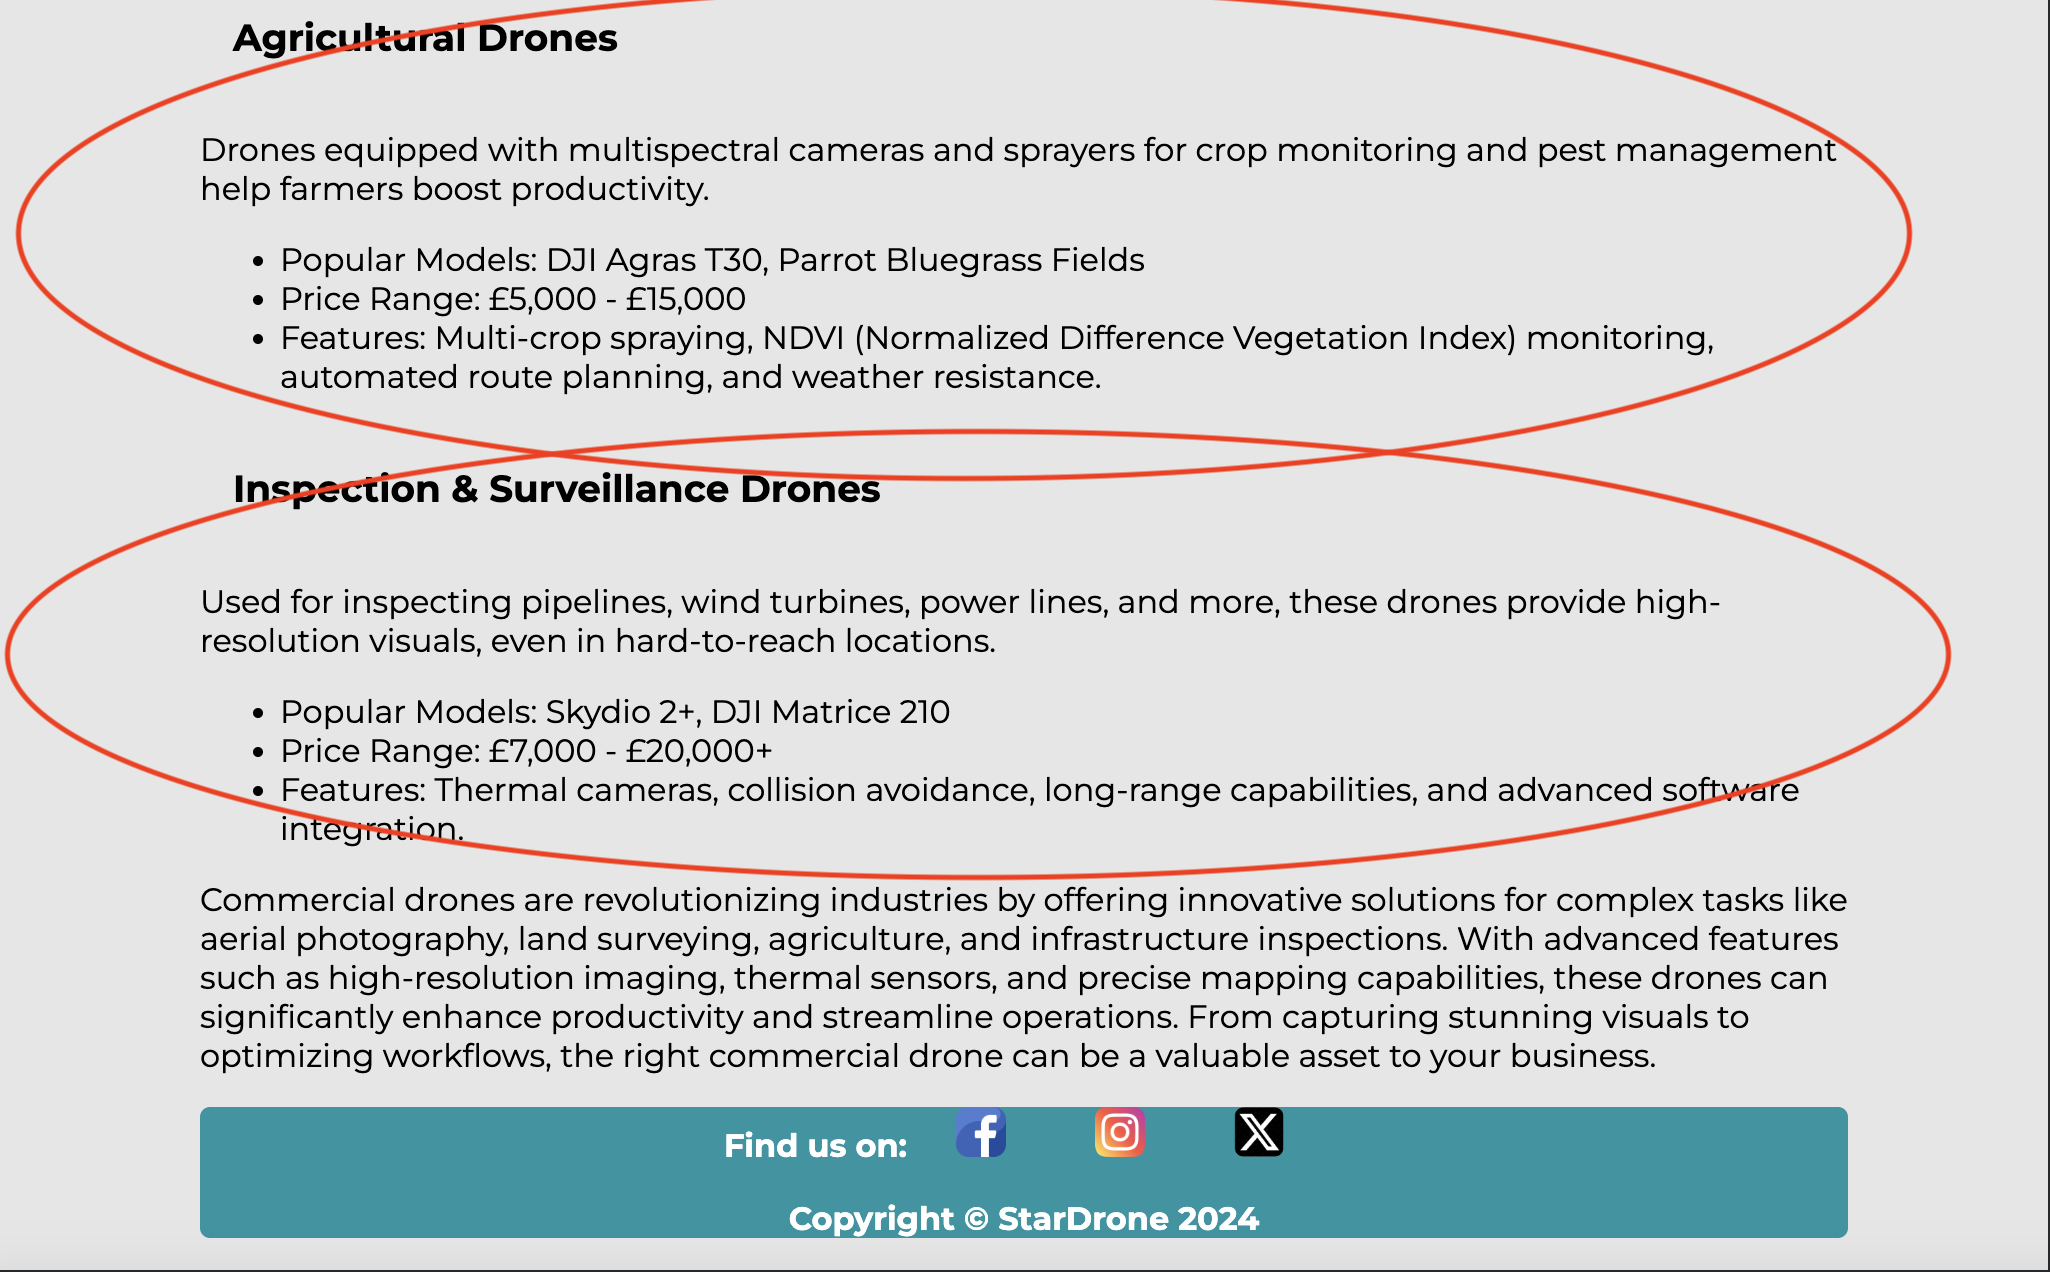 Agricultural Drones
Drones equipped with multispectral cameras and sprayers for crop monitoring and pest management
help farmers boost productivity.
• Popular Models: DJI Agras T30, Parrot Bluegrass Fields
• Price Range: £5,000 - £15,000
• Features: Multi-crop spraying, NDVI (Normalized Difference Vegetation Index) monitoring,
automated route planning, and weather resistance.
Inspection & Surveillance Drones
Used for inspecting pipelines, wind turbines, power lines, and more, these drones provide high-
resolution visuals, even in hard-to-reach locations.
• Popular Models: Skydio 2+, DJI Matrice 210
• Price Range: £7,000 - £20,000+
• Features: Thermal cameras, collision avoidance, long-range capabilities, and advanced software
integration.
Commercial drones are revolutionizing industries by offering innovative solutions for complex tasks like
aerial photography, land surveying, agriculture, and infrastructure inspections. With advanced features
such as high-resolution imaging, thermal sensors, and precise mapping capabilities, these drones can
significantly enhance productivity and streamline operations. From capturing stunning visuals to
optimizing workflows, the right commercial drone can be a valuable asset to your business.
Find us on:
Copyright © StarDrone 2024